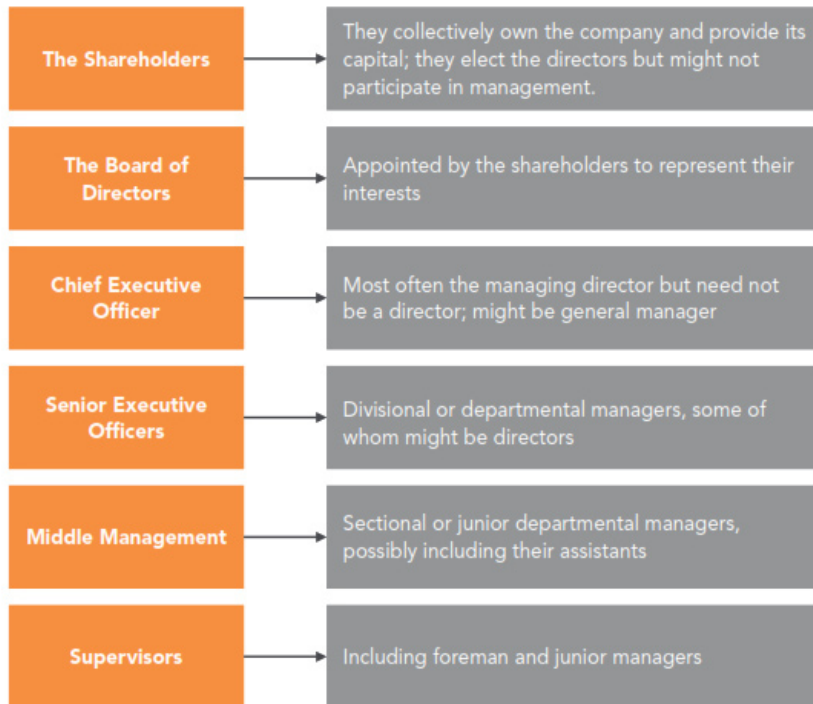 The Shareholders
They collectively own the company and provide its
capital; they elect the directors but might not
participate in management.
The Board of
Directors
Appointed by the shareholders to represent their
interests
Chief Executive
Officer
Most often the managing director but need not
be a director; might be general manager
Senior Executive
Officers
Divisional or departmental managers, some of
whom might be directors
Middle Management
Sectional or junior departmental managers,
possibly including their assistants
Supervisors
Including foreman and junior managers